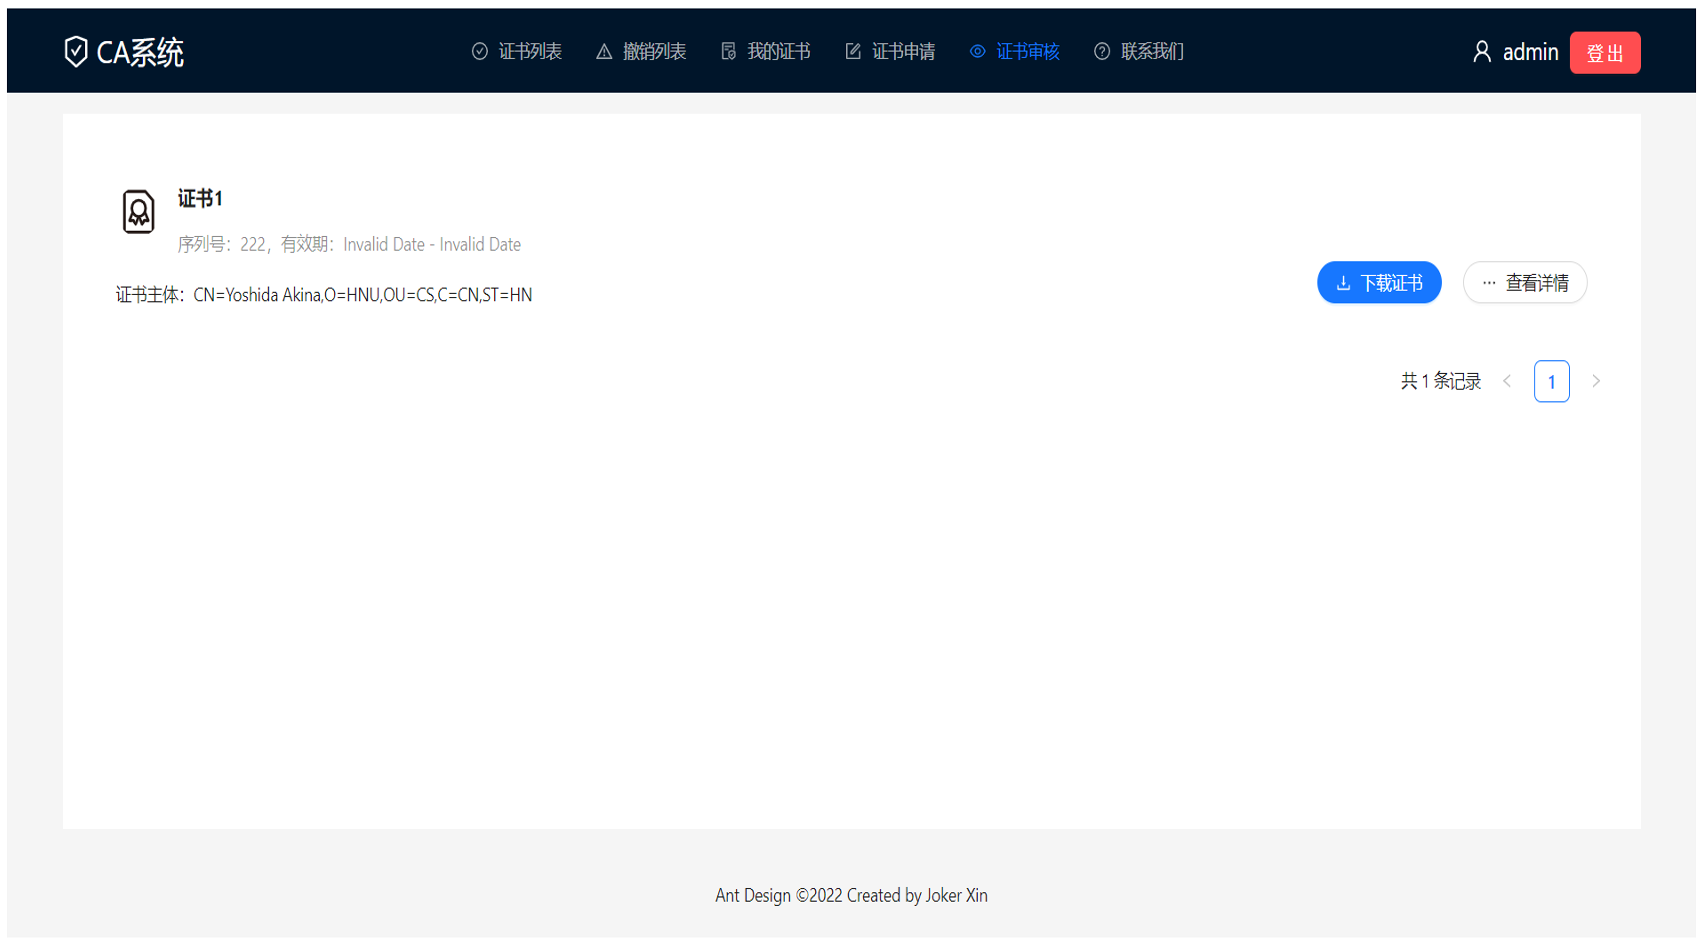 CA系统
证书列表
撤销列表
我的证书
证书申请
证书审核
联系我们
admin
登出
证书1
序列号：222，有效期：Invalid Date - Invalid Date
证书主体：CN=Yoshida Akina,O=HNU,OU=CS,C=CN,ST=HN
下载证书
··· 查看详情
共 1 条记录 < 1 >
Ant Design ©2022 Created by Joker Xin